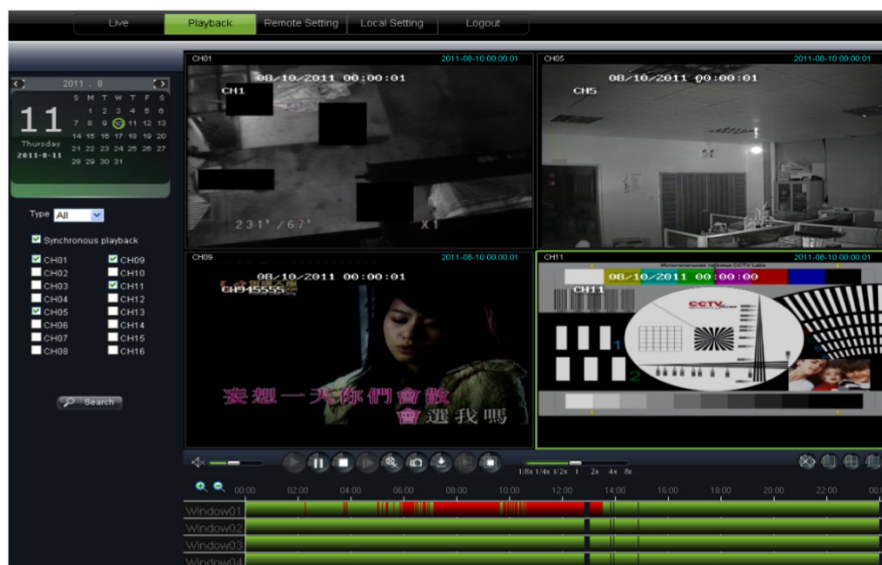 Live Playback Remote Setting Local Setting Logout
2011 . 8
S M T W T F S
1 2 3 4 5 6
7 8 9 10 11 12 13
14 15 16 17 18 19 20
21 22 23 24 25 26 27
28 29 30 31
11
Thursday
2011-8-11
Type All
Synchronous playback
CH01 CH09
CH02 CH10
CH03 CH11
CH04 CH12
CH05 CH13
CH06 CH14
CH07 CH15
CH08 CH16
Search
CH01 2011-08-10 00:00:01
08/10/2011 00:00:01
CH1
231°/67° X1
CH05 2011-08-10 00:00:01
08/10/2011 00:00:01
CH5
CH09 2011-08-10 00:00:01
08/10/2011 00:00:01
CH945555
妄想一天你們會散
會選我嗎
CH11 2011-08-10 00:00:01
08/10/2011 00:00:00
CH11
CCTV
1
2
1/8x 1/4x 1/2x 1 2x 4x 8x
00:00 02:00 04:00 06:00 08:00 10:00 12:00 14:00 16:00 18:00 20:00 22:00 00:
Window01
Window02
Window03
Window04